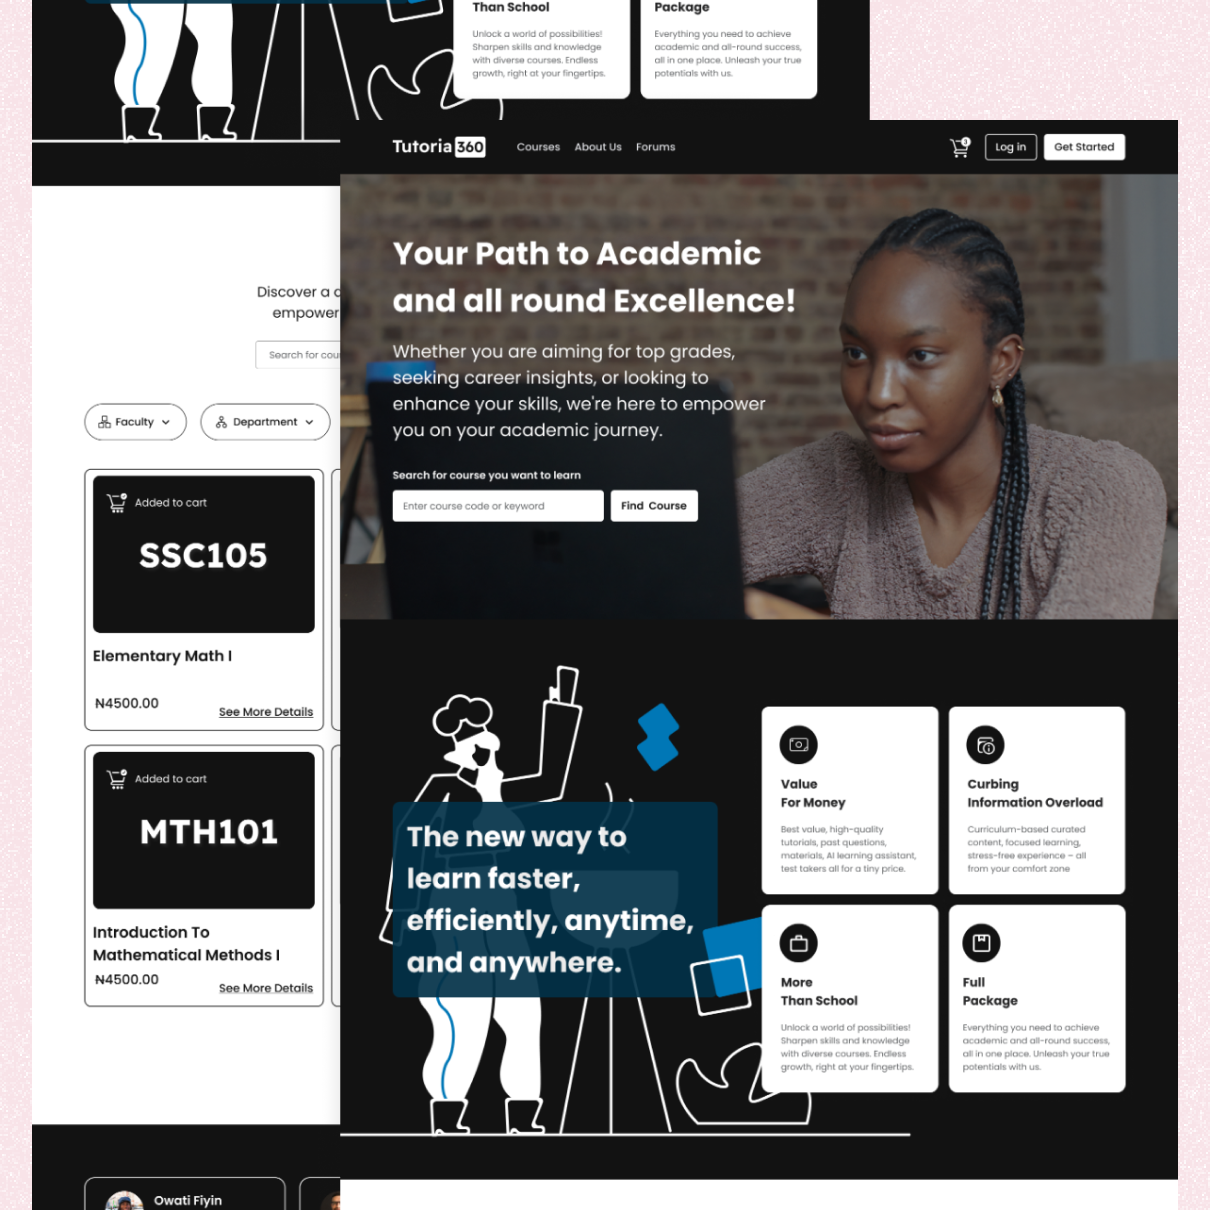 Than School
Package
Unlock a world of possibilities!
Sharpen skills and knowledge
with diverse courses. Endless
growth, right at your fingertips.
Everything you need to achieve
academic and all-round success,
all in one place. Unleash your true
potentials with us.
Tutoria 360
Courses
About Us
Forums
Log in
Get Started
Your Path to Academic
and all round Excellence!
Whether you are aiming for top grades,
seeking career insights, or looking to
enhance your skills, we're here to empower
you on your academic journey.
Search for course you want to learn
Enter course code or keyword
Find Course
Discover a
empower
Search for cou
Faculty
Department
Added to cart
SSC105
Elementary Math I
₦4500.00
See More Details
Added to cart
MTH101
Introduction To
Mathematical Methods I
₦4500.00
See More Details
The new way to
learn faster,
efficiently, anytime,
and anywhere.
Value
For Money
Best value, high-quality
tutorials, past questions,
materials, AI learning assistant,
test takers all for a tiny price.
Curbing
Information Overload
Curriculum-based curated
content, focused learning,
stress-free experience – all
from your comfort zone
More
Than School
Unlock a world of possibilities!
Sharpen skills and knowledge
with diverse courses. Endless
growth, right at your fingertips.
Full
Package
Everything you need to achieve
academic and all-round success,
all in one place. Unleash your true
potentials with us.
Owati Fiyin